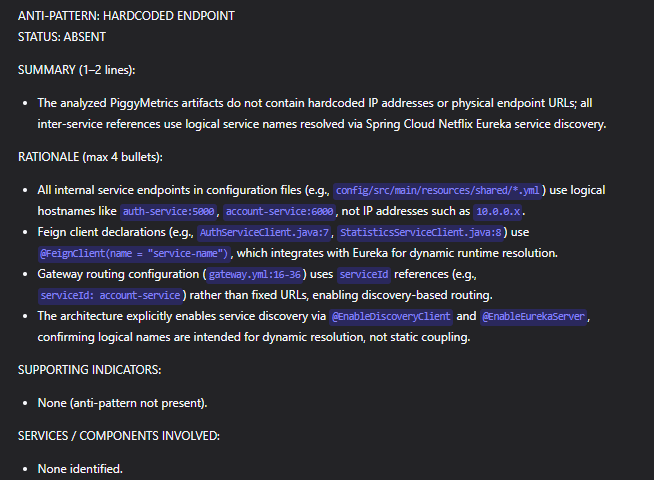 ANTI-PATTERN: HARDCODED ENDPOINT
STATUS: ABSENT
SUMMARY (1–2 lines):
• The analyzed PiggyMetrics artifacts do not contain hardcoded IP addresses or physical endpoint URLs; all
inter-service references use logical service names resolved via Spring Cloud Netflix Eureka service discovery.
RATIONALE (max 4 bullets):
• All internal service endpoints in configuration files (e.g., config/src/main/resources/shared/*.yml) use logical
hostnames like auth-service:5000, account-service:6000, not IP addresses such as 10.0.0.x.
• Feign client declarations (e.g., AuthServiceClient.java:7, StatisticsServiceClient.java:8) use
@FeignClient(name = "service-name"), which integrates with Eureka for dynamic runtime resolution.
• Gateway routing configuration (gateway.yml:16-36) uses serviceId references (e.g.,
serviceId: account-service) rather than fixed URLs, enabling discovery-based routing.
• The architecture explicitly enables service discovery via @EnableDiscoveryClient and @EnableEurekaServer,
confirming logical names are intended for dynamic resolution, not static coupling.
SUPPORTING INDICATORS:
• None (anti-pattern not present).
SERVICES / COMPONENTS INVOLVED:
• None identified.